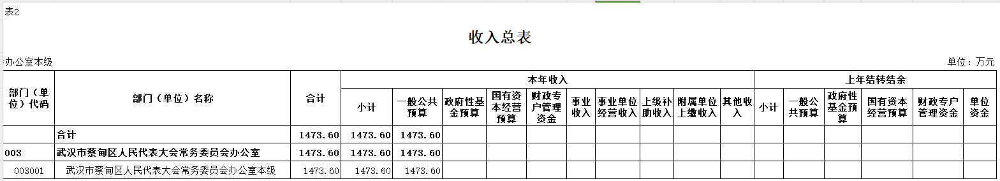 表2
收入总表
办公室本级 单位：万元
部门（单位）代码 部门（单位）名称 合计 本年收入 上年结转结余
小计 一般公共预算 政府性基金预算 国有资本经营预算 财政专户管理资金 事业收入 事业单位经营收入 上级补助收入 附属单位上缴收入 其他收入 小计 一般公共预算 政府性基金预算 国有资本经营预算 财政专户管理资金 单位资金
合计 1473.60 1473.60 1473.60
003 武汉市蔡甸区人民代表大会常务委员会办公室 1473.60 1473.60 1473.60
003001 武汉市蔡甸区人民代表大会常务委员会办公室本级 1473.60 1473.60 1473.60